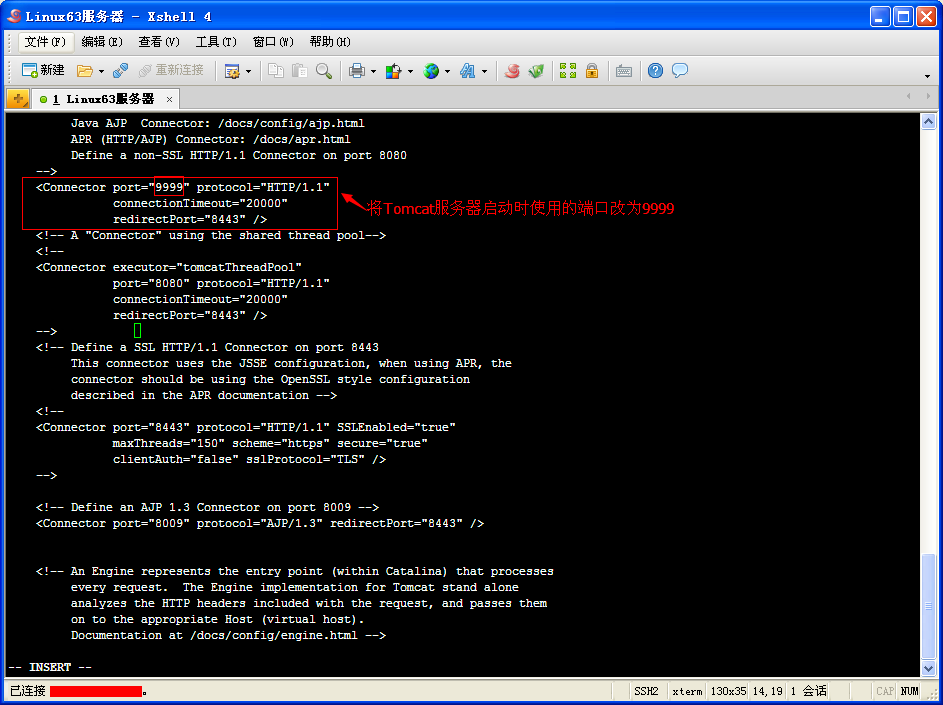 Linux63服务器 - Xshell 4
文件(F) 编辑(E) 查看(V) 工具(T) 窗口(W) 帮助(H)
新建 重新连接
1 Linux63服务器 ×
Java AJP  Connector: /docs/config/ajp.html
APR (HTTP/AJP) Connector: /docs/apr.html
Define a non-SSL HTTP/1.1 Connector on port 8080
-->
<Connector port="9999" protocol="HTTP/1.1"
connectionTimeout="20000"
将Tomcat服务器启动时使用的端口改为9999
redirectPort="8443" />
<!-- A "Connector" using the shared thread pool-->
<!--
<Connector executor="tomcatThreadPool"
port="8080" protocol="HTTP/1.1"
connectionTimeout="20000"
redirectPort="8443" />
-->
<!-- Define a SSL HTTP/1.1 Connector on port 8443
This connector uses the JSSE configuration, when using APR, the
connector should be using the OpenSSL style configuration
described in the APR documentation -->
<!--
<Connector port="8443" protocol="HTTP/1.1" SSLEnabled="true"
maxThreads="150" scheme="https" secure="true"
clientAuth="false" sslProtocol="TLS" />
-->
<!-- Define an AJP 1.3 Connector on port 8009 -->
<Connector port="8009" protocol="AJP/1.3" redirectPort="8443" />
<!-- An Engine represents the entry point (within Catalina) that processes
every request.  The Engine implementation for Tomcat stand alone
analyzes the HTTP headers included with the request, and passes them
on to the appropriate Host (virtual host).
Documentation at /docs/config/engine.html -->
-- INSERT --
已连接 。 SSH2 xterm 130x35 14,19 1 会话 CAP NUM